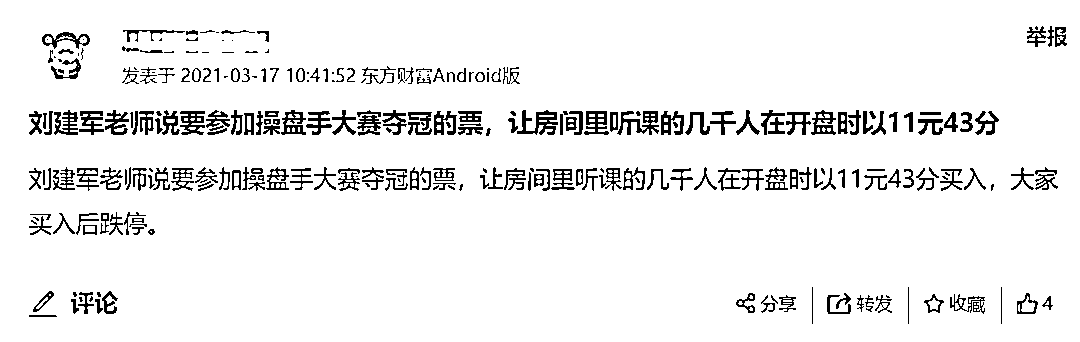 举报
发表于 2021-03-17 10:41:52 东方财富Android版
刘建军老师说要参加操盘手大赛夺冠的票，让房间里听课的几千人在开盘时以11元43分
刘建军老师说要参加操盘手大赛夺冠的票，让房间里听课的几千人在开盘时以11元43分买入，大家
买入后跌停。
评论 分享 转发 收藏 4